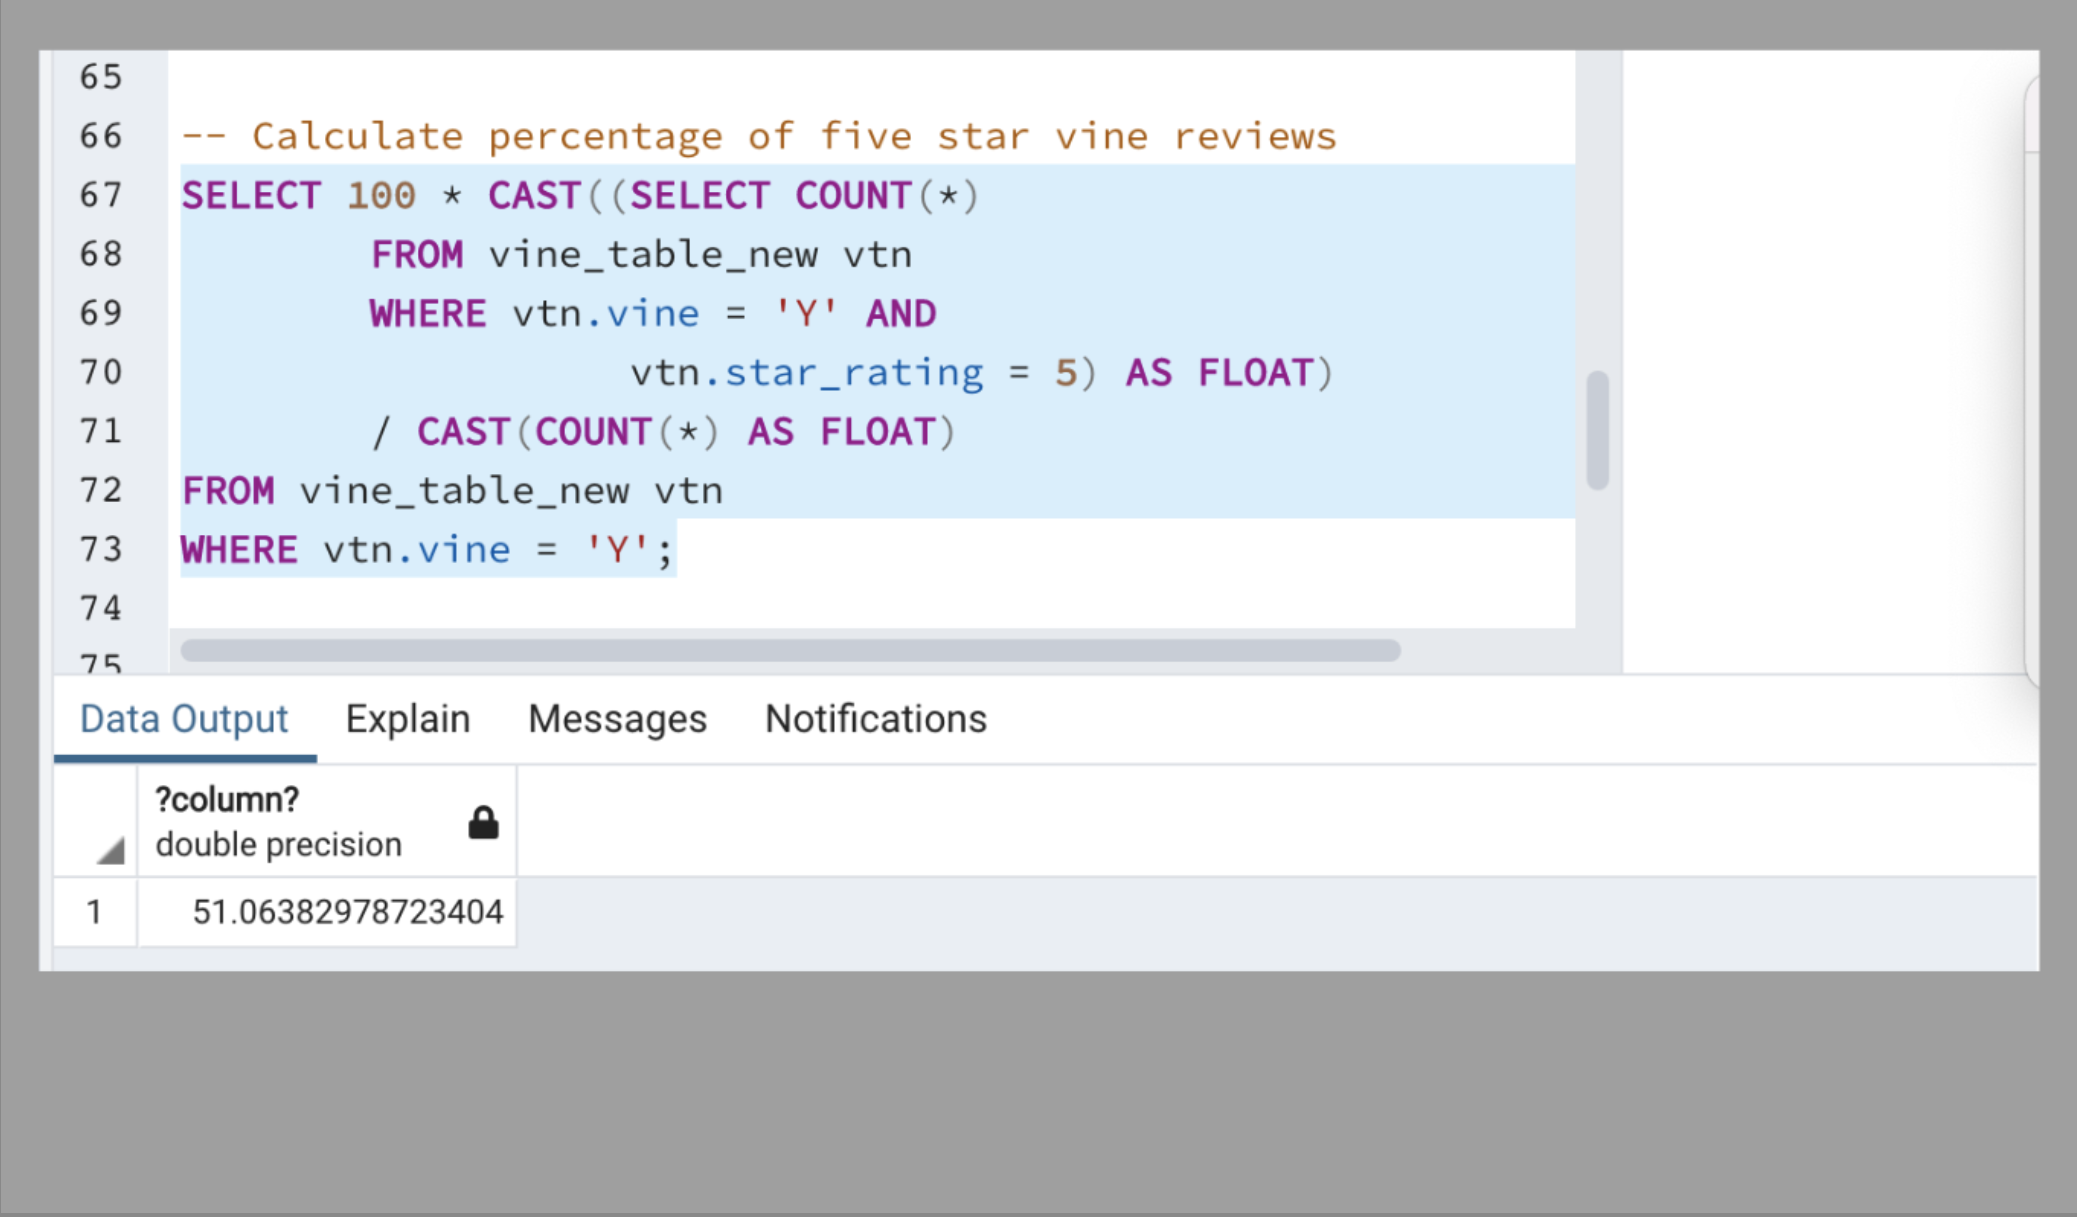 65
66 -- Calculate percentage of five star vine reviews
67 SELECT 100 * CAST((SELECT COUNT(*)
68 FROM vine_table_new vtn
69 WHERE vtn.vine = 'Y' AND
70 vtn.star_rating = 5) AS FLOAT)
71 / CAST(COUNT(*) AS FLOAT)
72 FROM vine_table_new vtn
73 WHERE vtn.vine = 'Y';
74
75
Data Output Explain Messages Notifications
?column?
double precision
1 51.06382978723404